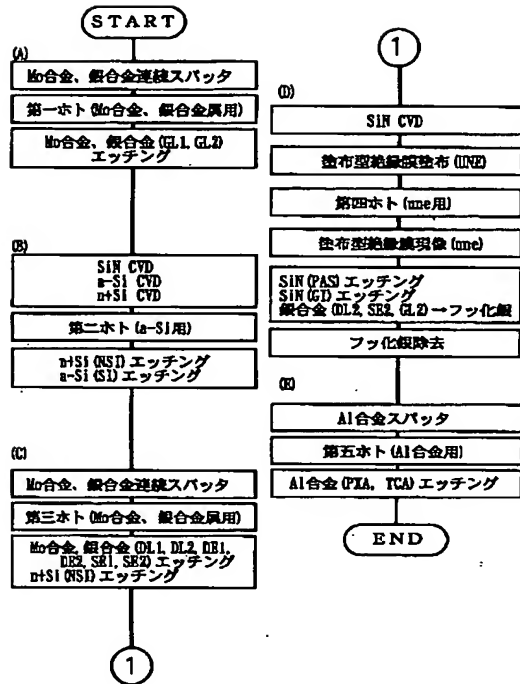 START
(A)
Mo合金、銀合金連続スパッタ
第一ホト(Mo合金、銀合金属用)
Mo合金、銀合金(GL1, GL2)
エッチング
(B)
SiN CVD
a-Si CVD
n+Si CVD
第二ホト(a-Si用)
n+Si(NSI)エッチング
a-Si(SI)エッチング
(C)
Mo合金、銀合金連続スパッタ
第三ホト(Mo合金、銀合金属用)
Mo合金,銀合金(DL1, DL2, DE1,
DE2, SE1, SE2)エッチング
n+Si(NSI)エッチング
1
1
(D)
SiN CVD
塗布型絶縁膜塗布(UNE)
第四ホト(une用)
塗布型絶縁膜現像(une)
SiN(PAS)エッチング
SiN(GI)エッチング
銀合金(DL2, SE2, GL2)→フッ化銀
フッ化銀除去
(E)
Al合金スパッタ
第五ホト(Al合金用)
Al合金(PXA, TCA)エッチング
END